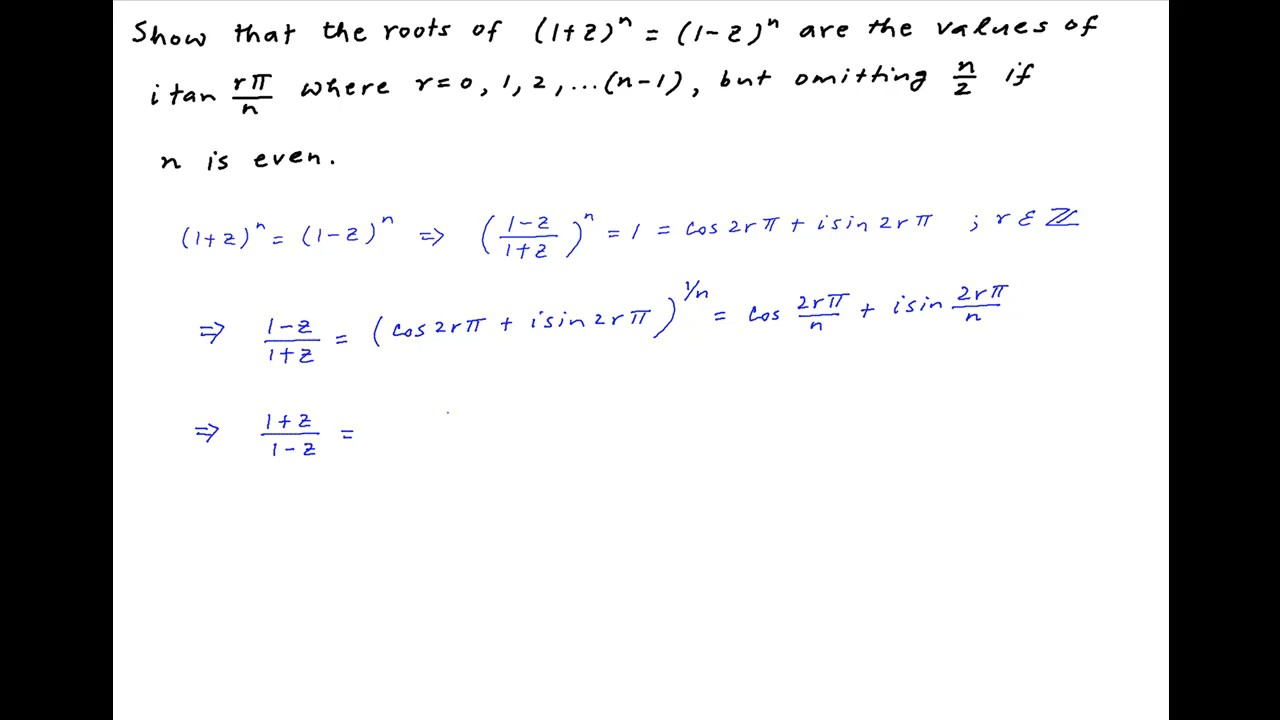 Show that the roots of (1+z)ⁿ = (1-z)ⁿ are the values of
i tan rπ/n where r=0, 1, 2, ...(n-1), but omitting n/2 if
n is even.
(1+z)ⁿ = (1-z)ⁿ ⇒ ((1-z)/(1+z))ⁿ = 1 = cos 2rπ + i sin 2rπ ; r ε ℤ
⇒ (1-z)/(1+z) = (cos 2rπ + i sin 2rπ)^(1/n) = cos 2rπ/n + i sin 2rπ/n
⇒ (1+z)/(1-z) =